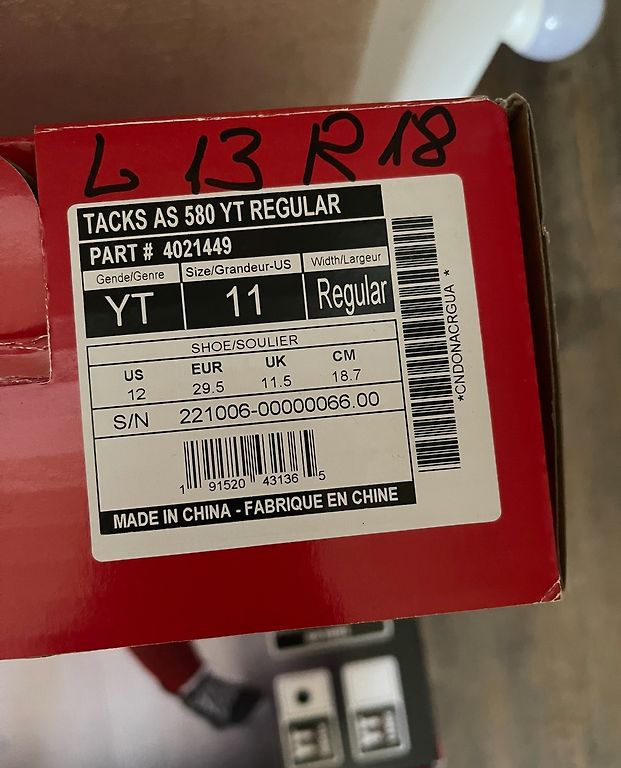 L 13 R 18
TACKS AS 580 YT REGULAR
PART # 4021449
Gende/Genre Size/Grandeur-US Width/Largeur
YT 11 Regular
SHOE/SOULIER
US EUR UK CM
12 29.5 11.5 18.7
S/N 221006-00000066.00
1 91520 43136 5
MADE IN CHINA - FABRIQUE EN CHINE
*CNDONACRGUA *
YT YT